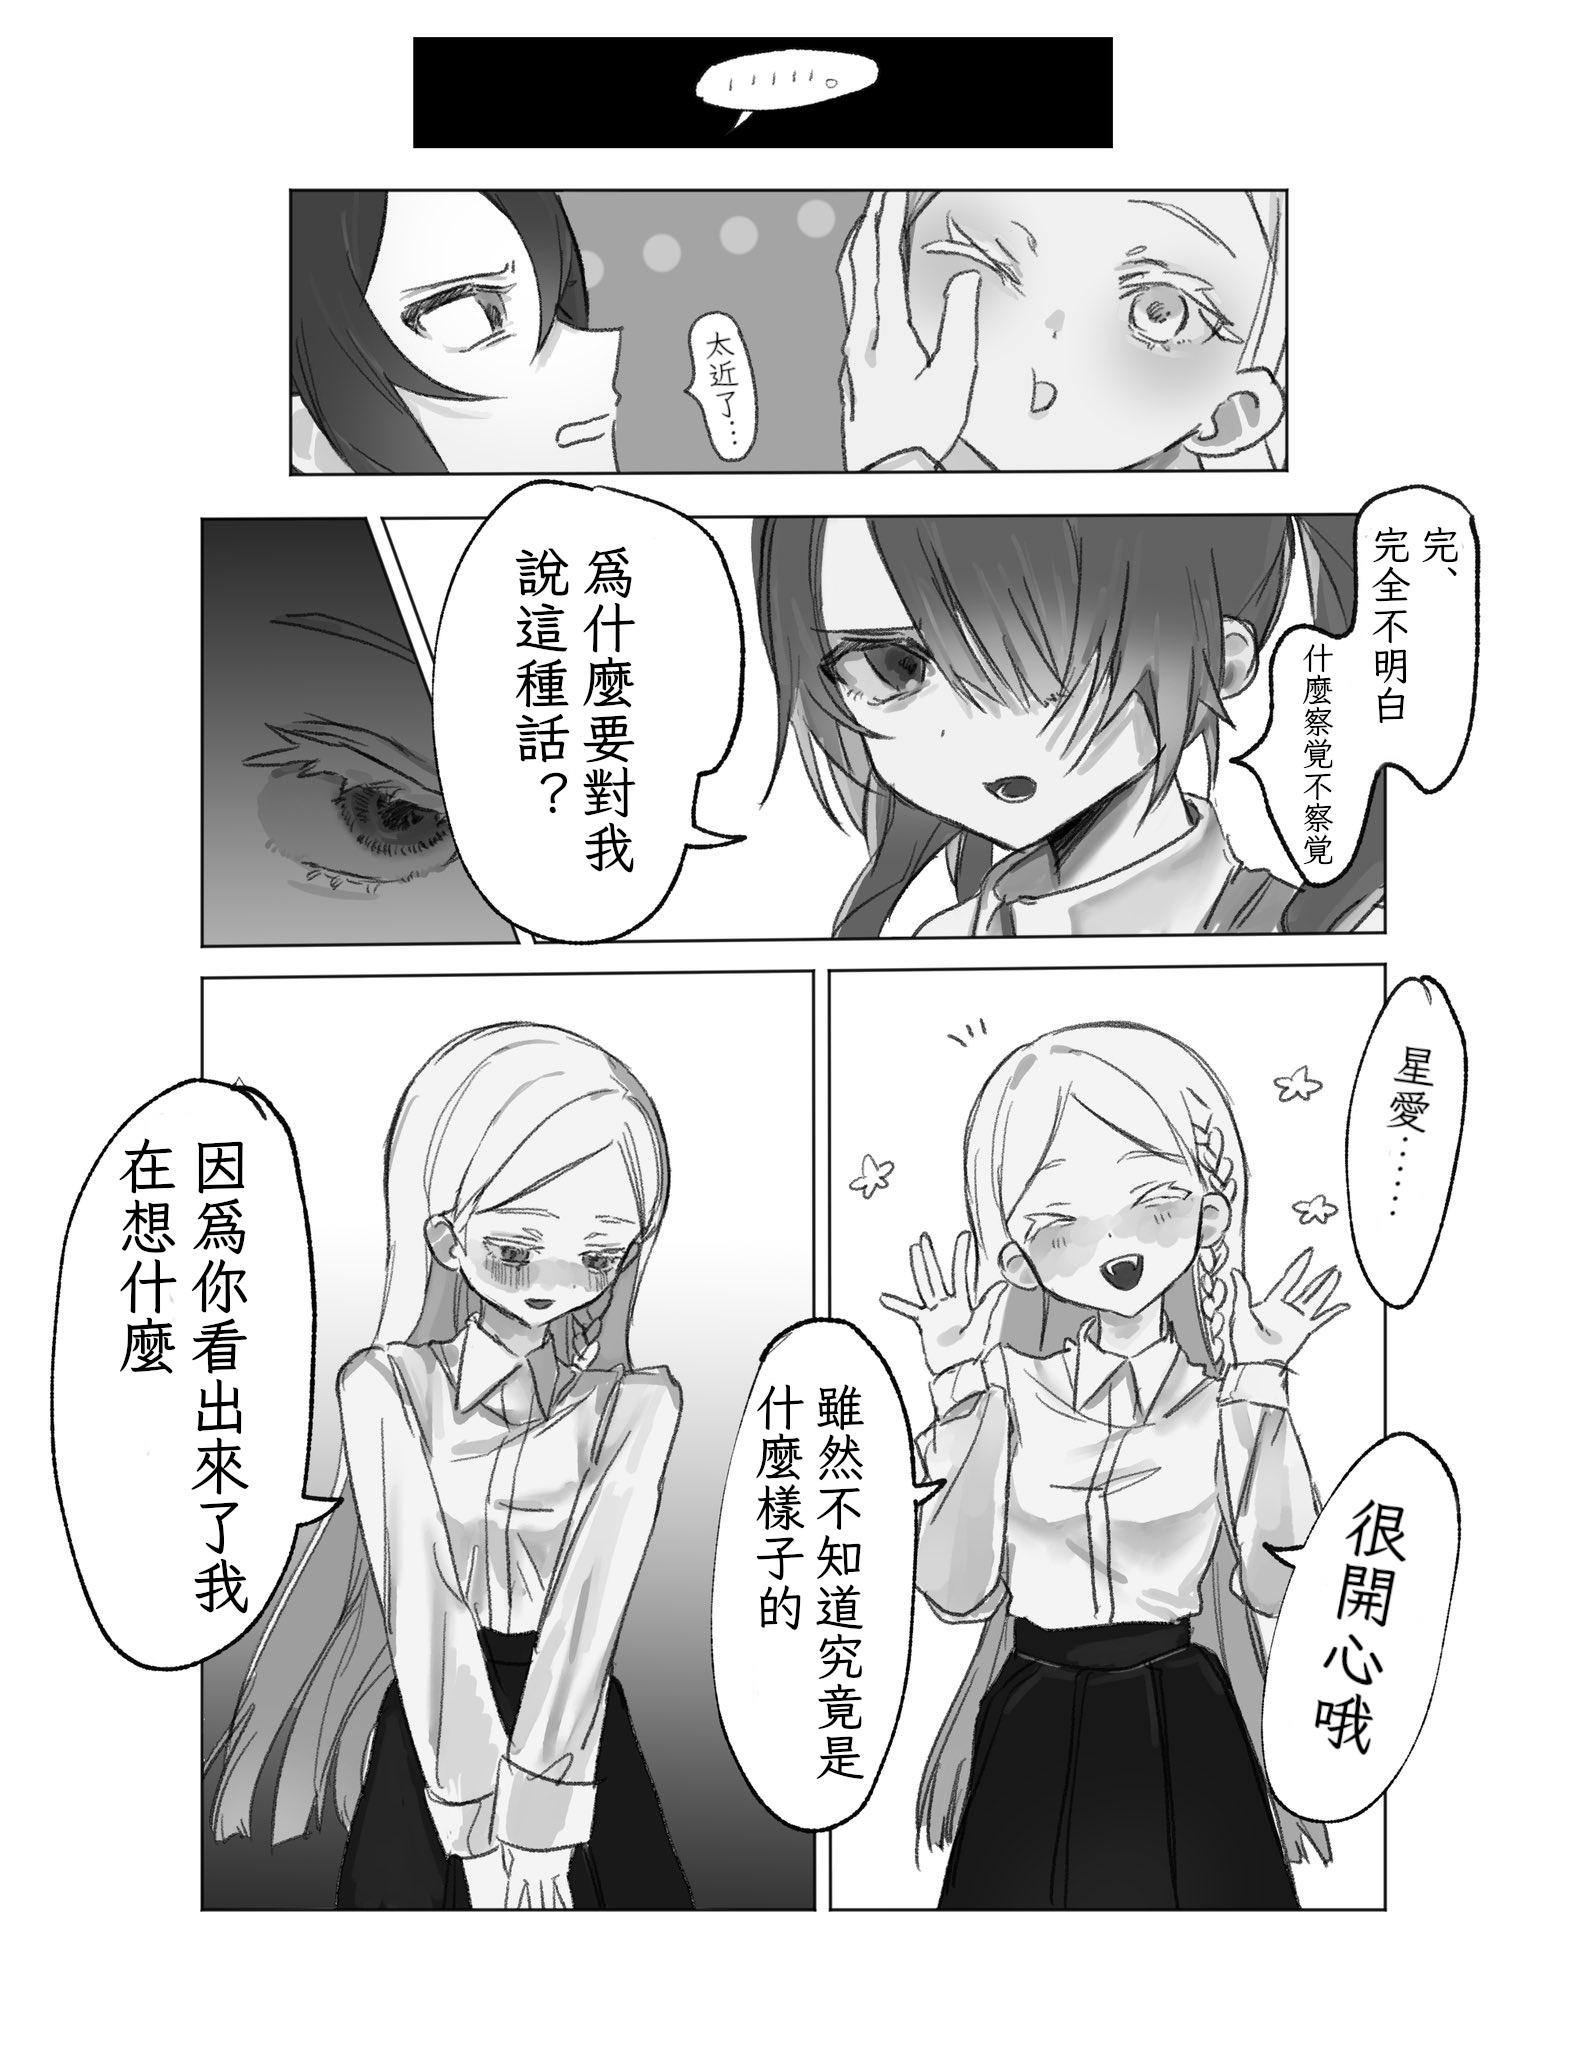 ……。
太近了…
完、
完全不明白
什麼察覚不察覚
爲什麼要對我
說這種話？
星愛………
很開心哦
雖然不知道究竟是
什麼樣子的
因爲你看出來了我
在想什麼